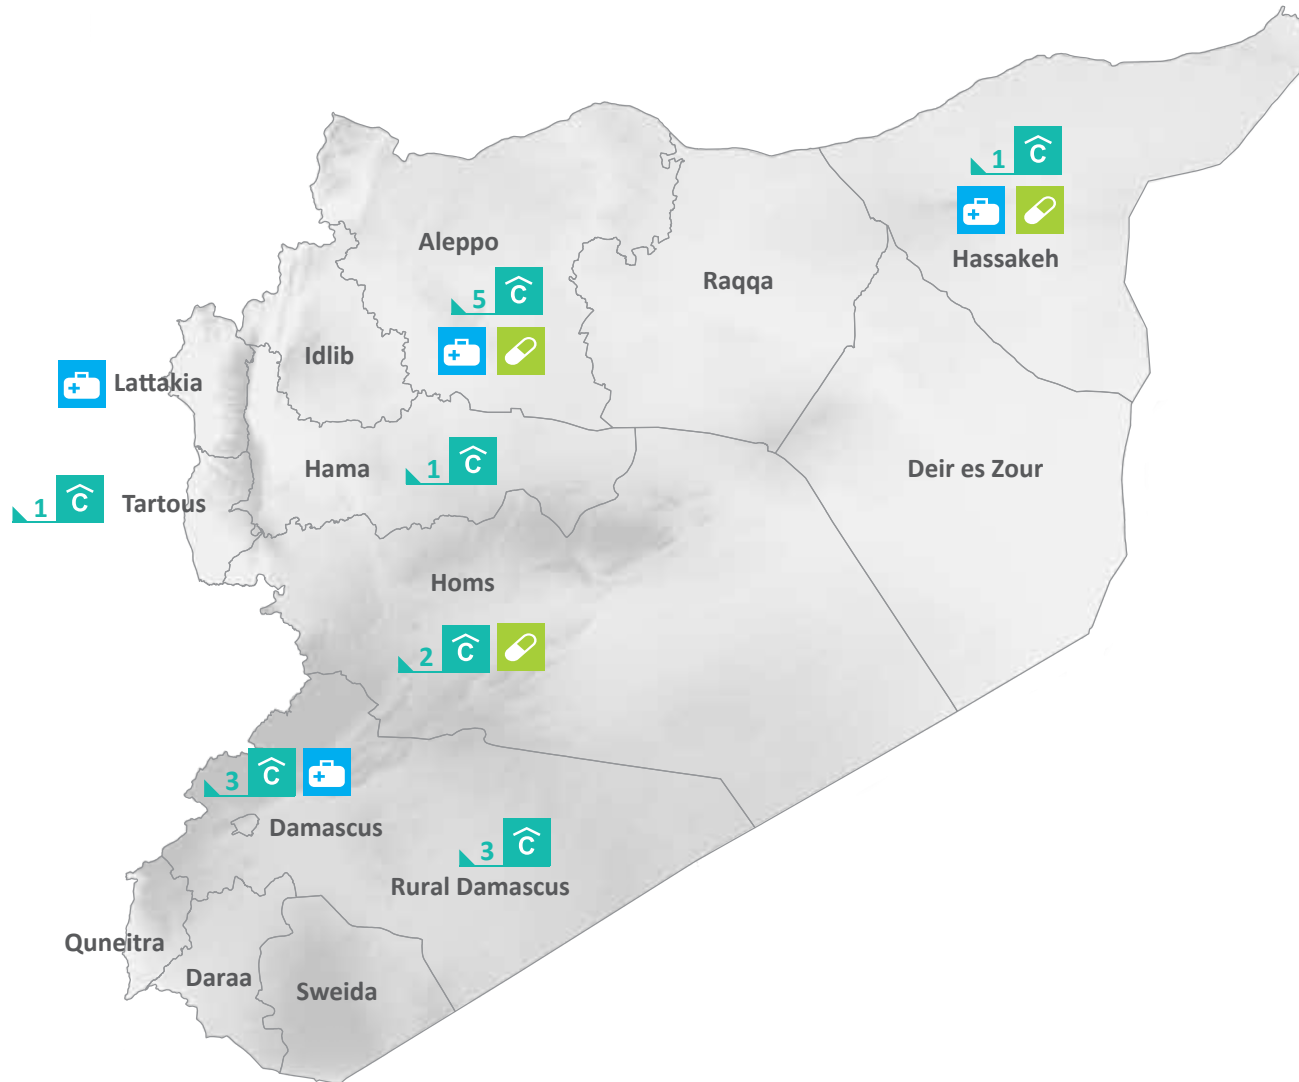 1 C
Hassakeh
Aleppo
5 C
Raqqa
Idlib
Lattakia
Hama
1 C
Deir es Zour
1 C
Tartous
Homs
2 C
3 C
Damascus
3 C
Rural Damascus
Quneitra
Daraa
Sweida